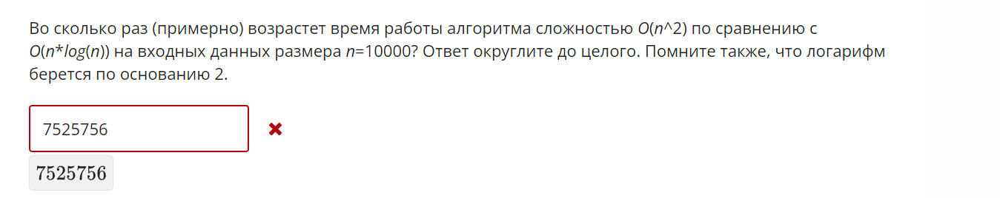 Во сколько раз (примерно) возрастет время работы алгоритма сложностью O(n^2) по сравнению с
O(n*log(n)) на входных данных размера n=10000? Ответ округлите до целого. Помните также, что логарифм
берется по основанию 2.
7525756
7525756